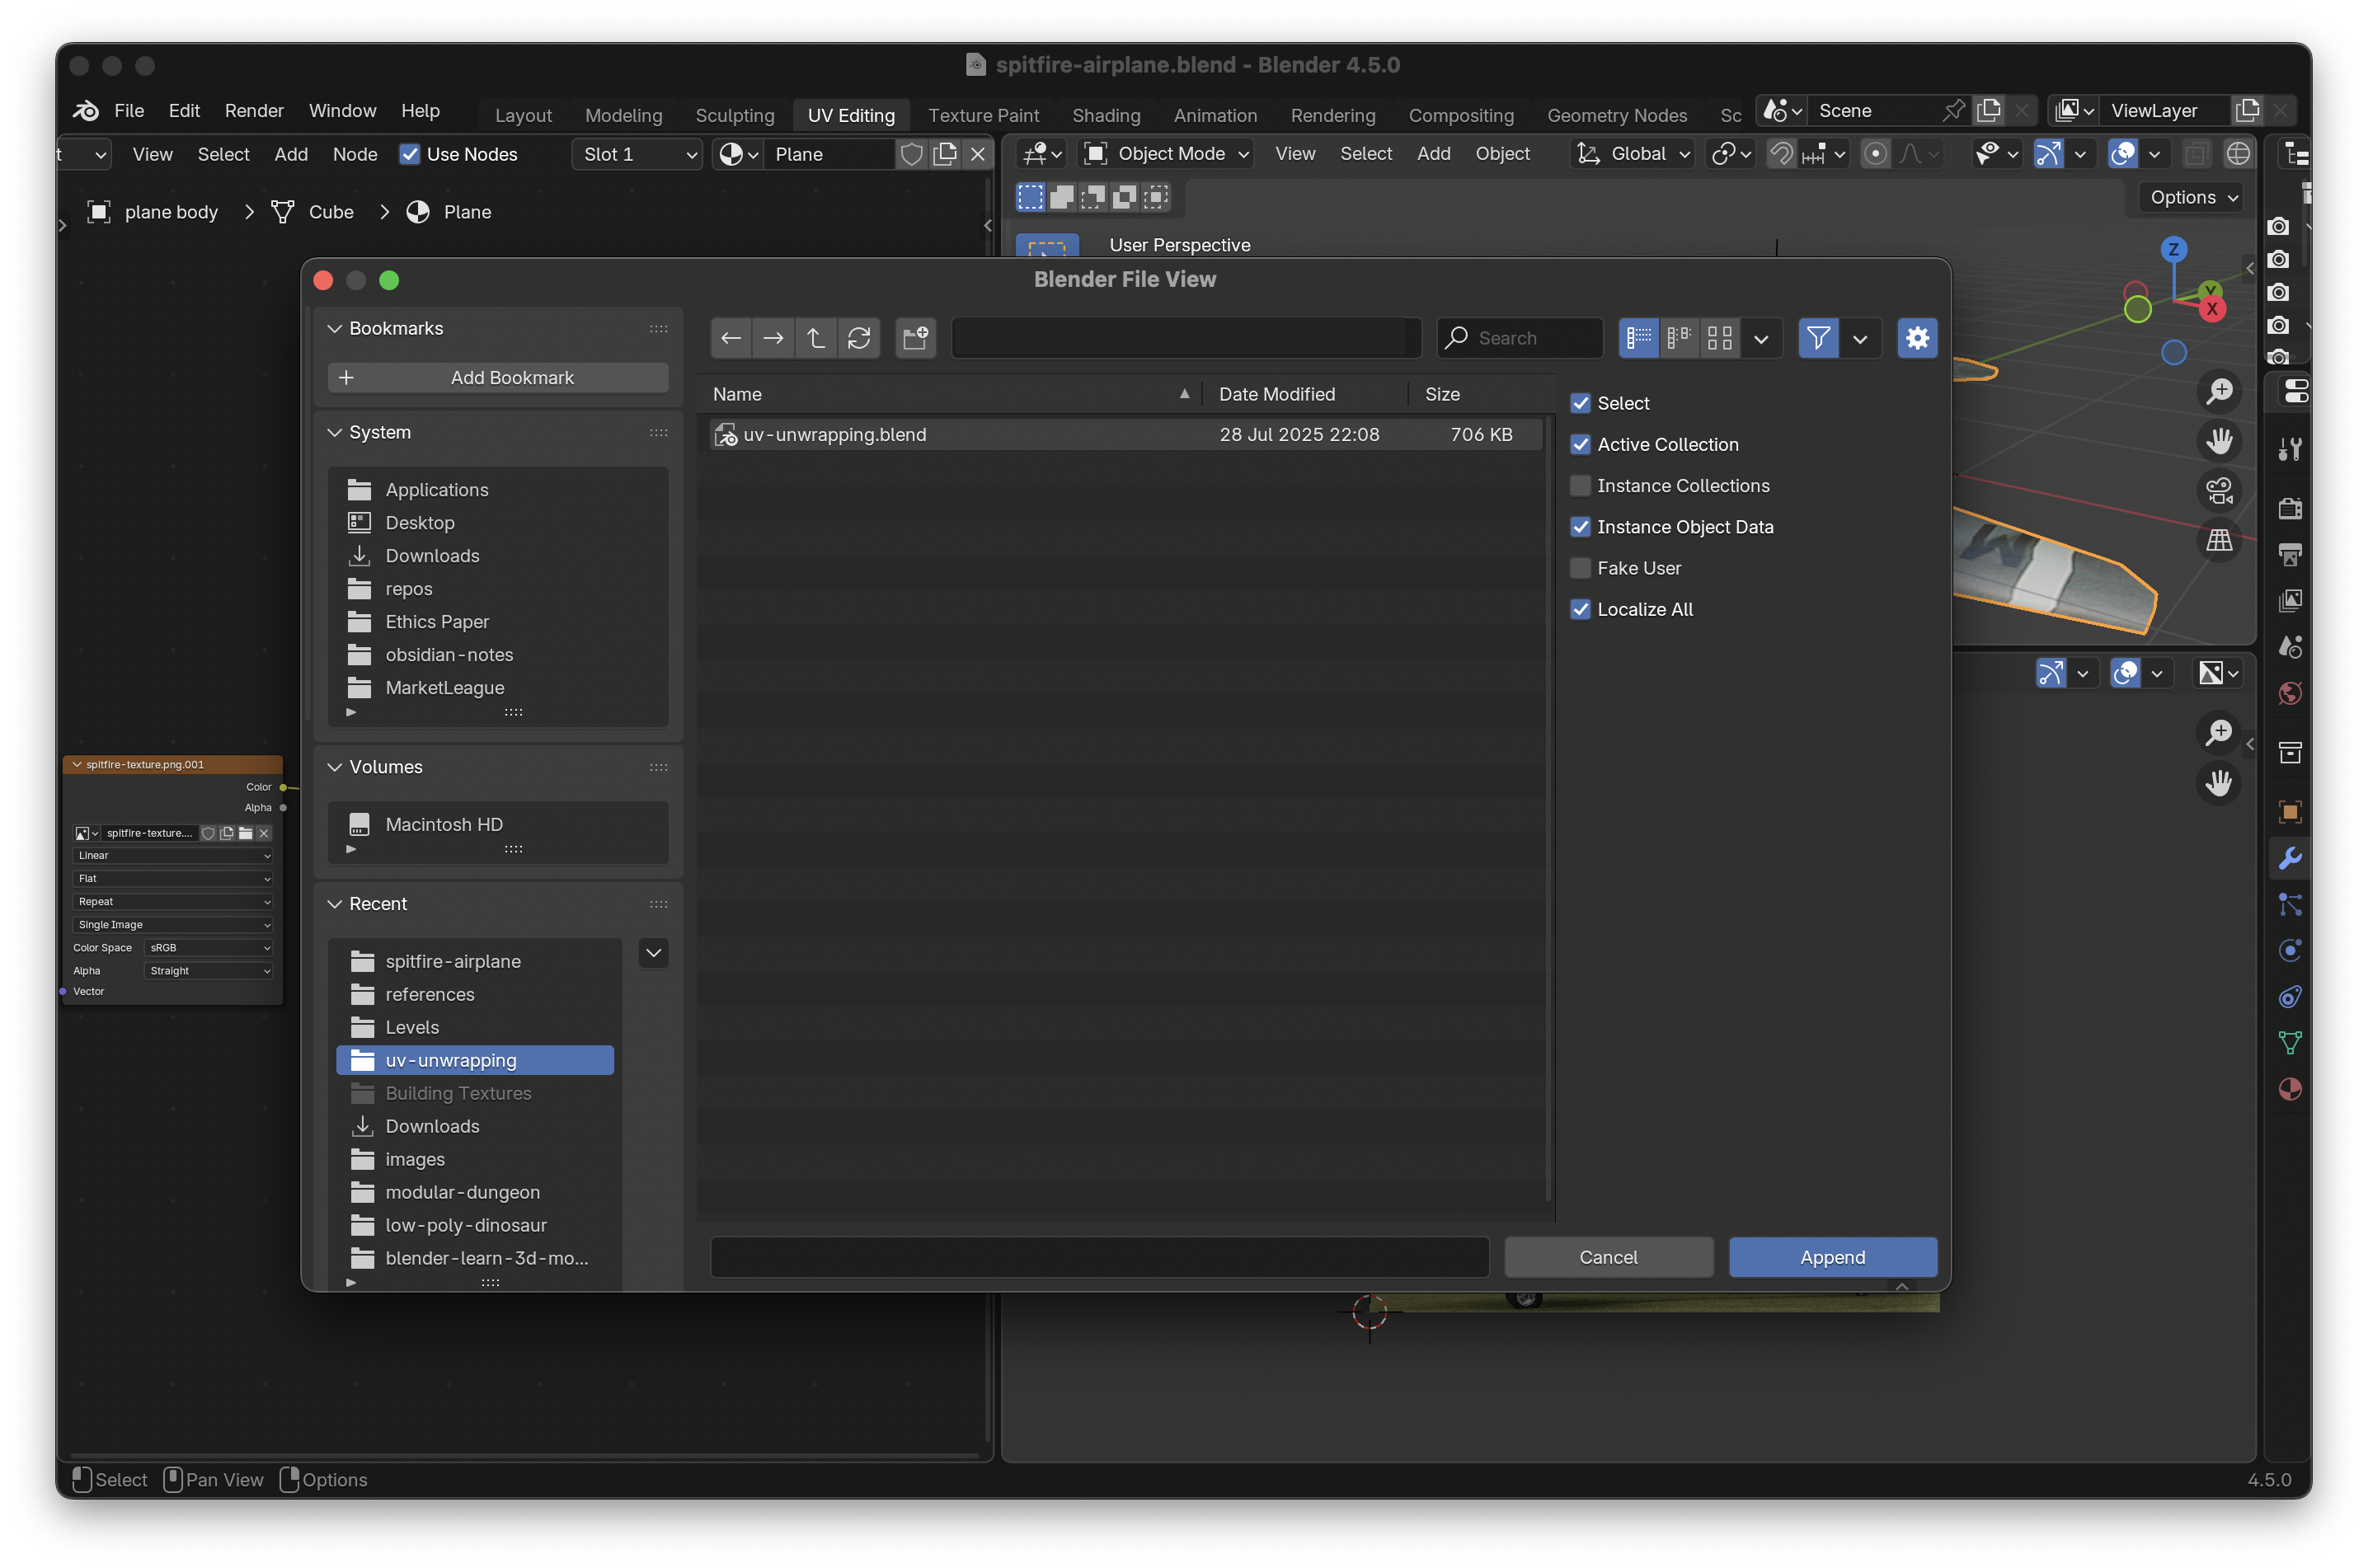 spitfire-airplane.blend - Blender 4.5.0
File Edit Render Window Help
Layout Modeling Sculpting UV Editing Texture Paint Shading Animation Rendering Compositing Geometry Nodes Sc
Scene
ViewLayer
t View Select Add Node Use Nodes Slot 1 Plane
Object Mode View Select Add Object Global
plane body > Cube > Plane
Options
User Perspective
Z
Y
X
Blender File View
Bookmarks
Add Bookmark
System
Applications
Desktop
Downloads
repos
Ethics Paper
obsidian-notes
MarketLeague
Volumes
Macintosh HD
Recent
spitfire-airplane
references
Levels
uv-unwrapping
Building Textures
Downloads
images
modular-dungeon
low-poly-dinosaur
blender-learn-3d-mo...
Search
Name Date Modified Size
uv-unwrapping.blend 28 Jul 2025 22:08 706 KB
Select
Active Collection
Instance Collections
Instance Object Data
Fake User
Localize All
Cancel
Append
spitfire-texture.png.001
Color
Alpha
spitfire-texture....
Linear
Flat
Repeat
Single Image
Color Space sRGB
Alpha Straight
Vector
Select Pan View Options
4.5.0